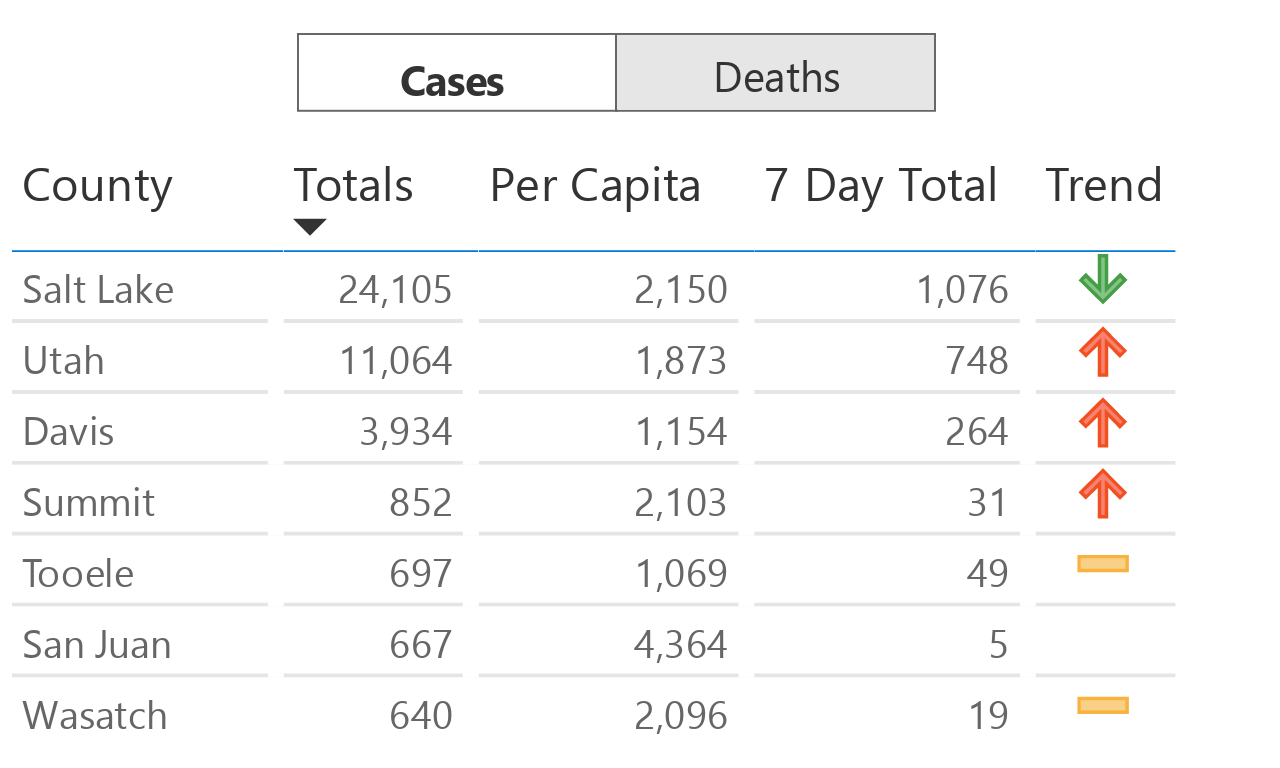 Cases Deaths
County Totals Per Capita 7 Day Total Trend
Salt Lake 24,105 2,150 1,076
Utah 11,064 1,873 748
Davis 3,934 1,154 264
Summit 852 2,103 31
Tooele 697 1,069 49
San Juan 667 4,364 5
Wasatch 640 2,096 19